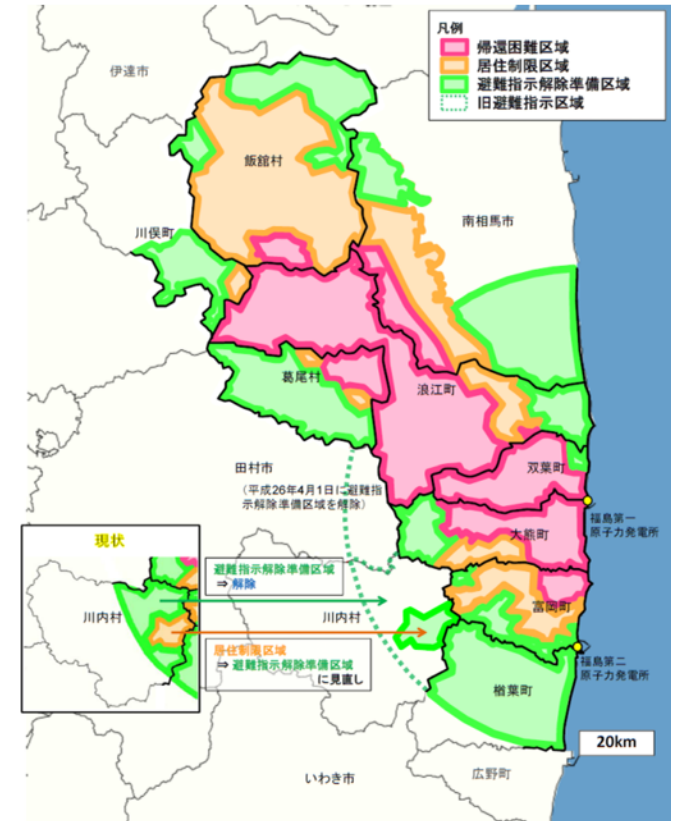 凡例
帰還困難区域
居住制限区域
避難指示解除準備区域
旧避難指示区域
伊達市
飯舘村
南相馬市
川俣町
葛尾村
浪江町
田村市
(平成26年4月1日に避難指
示解除準備区域を解除)
双葉町
福島第一
原子力発電所
大熊町
現状
川内村
避難指示解除準備区域
⇒ 解除
川内村
富岡町
居住制限区域
⇒ 避難指示解除準備区域
に見直し
福島第二
原子力発電所
楢葉町
20km
いわき市
広野町